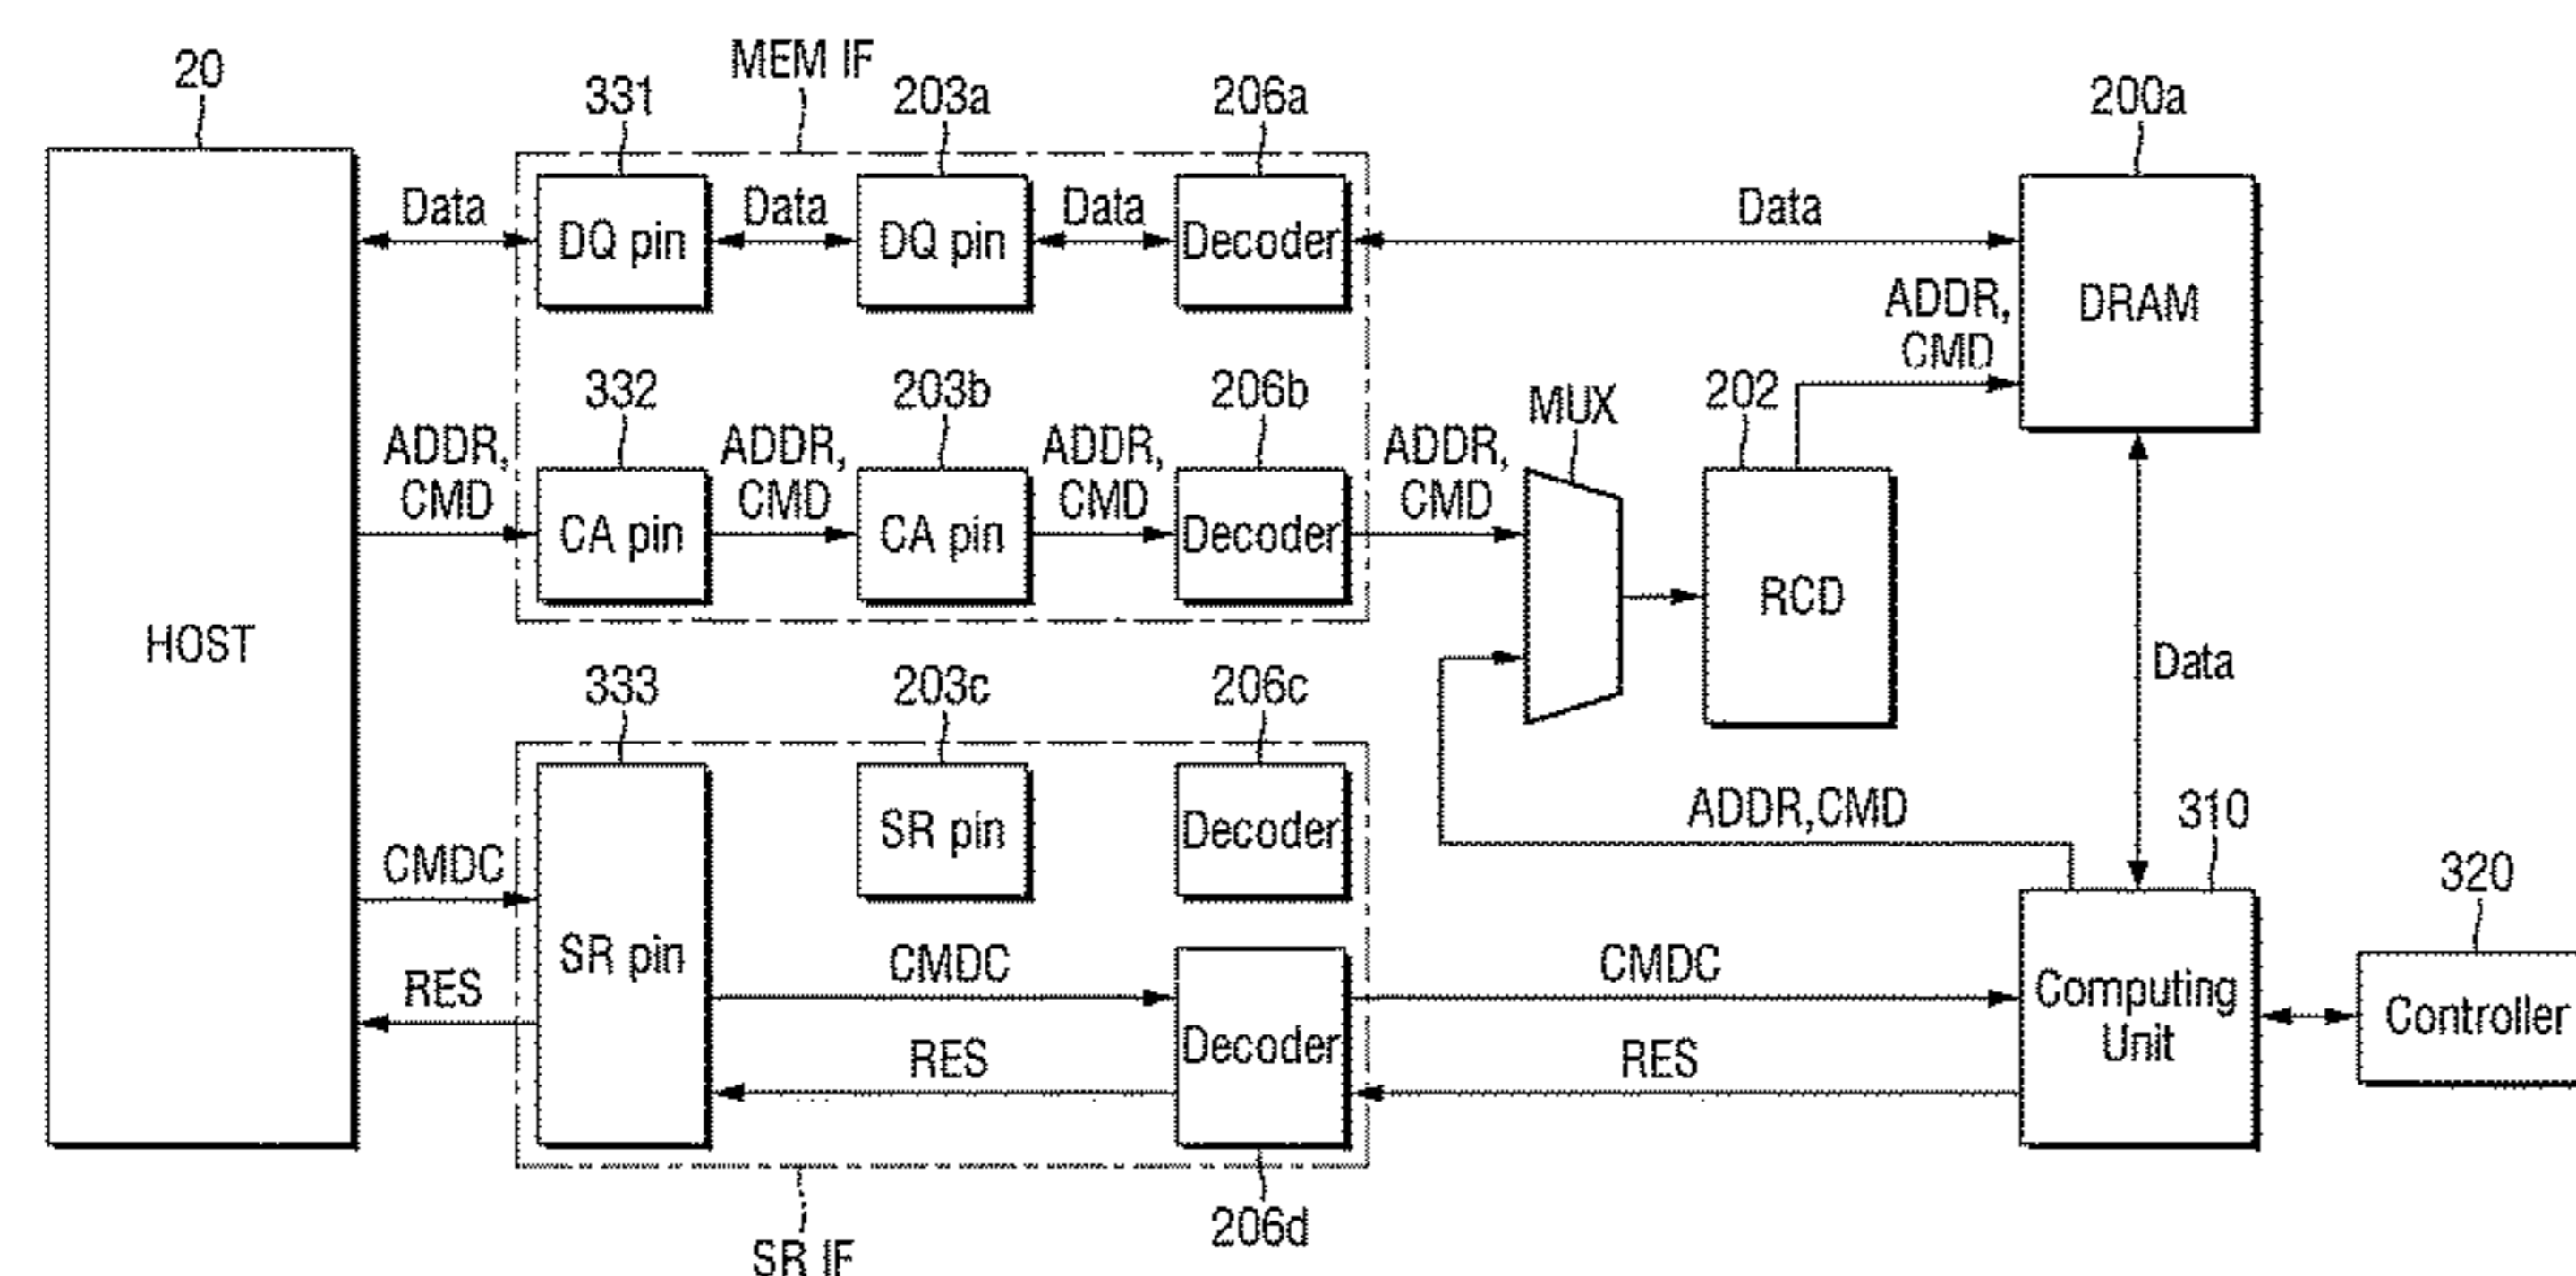 20
MEM IF
331
203a
206a
200a
Data
Data
Data
Data
DQ pin
DQ pin
Decoder
DRAM
ADDR,
CMD
332
203b
206b
MUX
202
ADDR,
CMD
ADDR,
CMD
ADDR,
CMD
ADDR,
CMD
CA pin
CA pin
Decoder
RCD
HOST
Data
333
203c
206c
SR pin
Decoder
ADDR,CMD
310
320
CMDC
SR pin
CMDC
CMDC
RES
Decoder
Computing
Unit
Controller
RES
RES
206d
SR IF